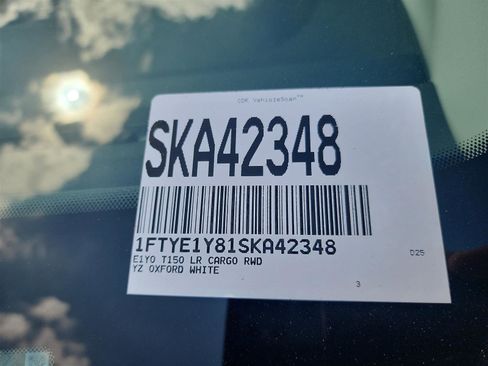 CDK VehicleScan™
SKA42348
1FTYE1Y81SKA42348
E1Y0 T150 LR CARGO RWD D25
YZ OXFORD WHITE
3